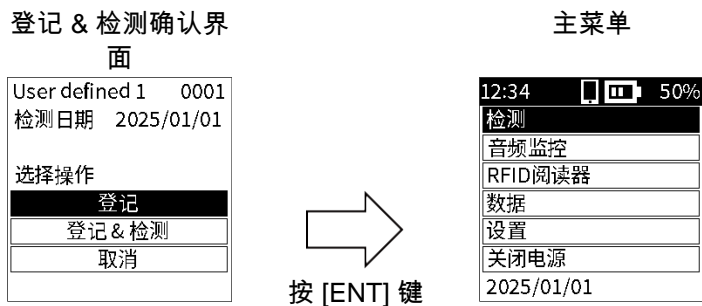 登记 & 检测确认界
面
User defined 1 0001
检测日期 2025/01/01
选择操作
登记
登记 & 检测
取消
按 [ENT] 键
主菜单
12:34 50%
检测
音频监控
RFID阅读器
数据
设置
关闭电源
2025/01/01